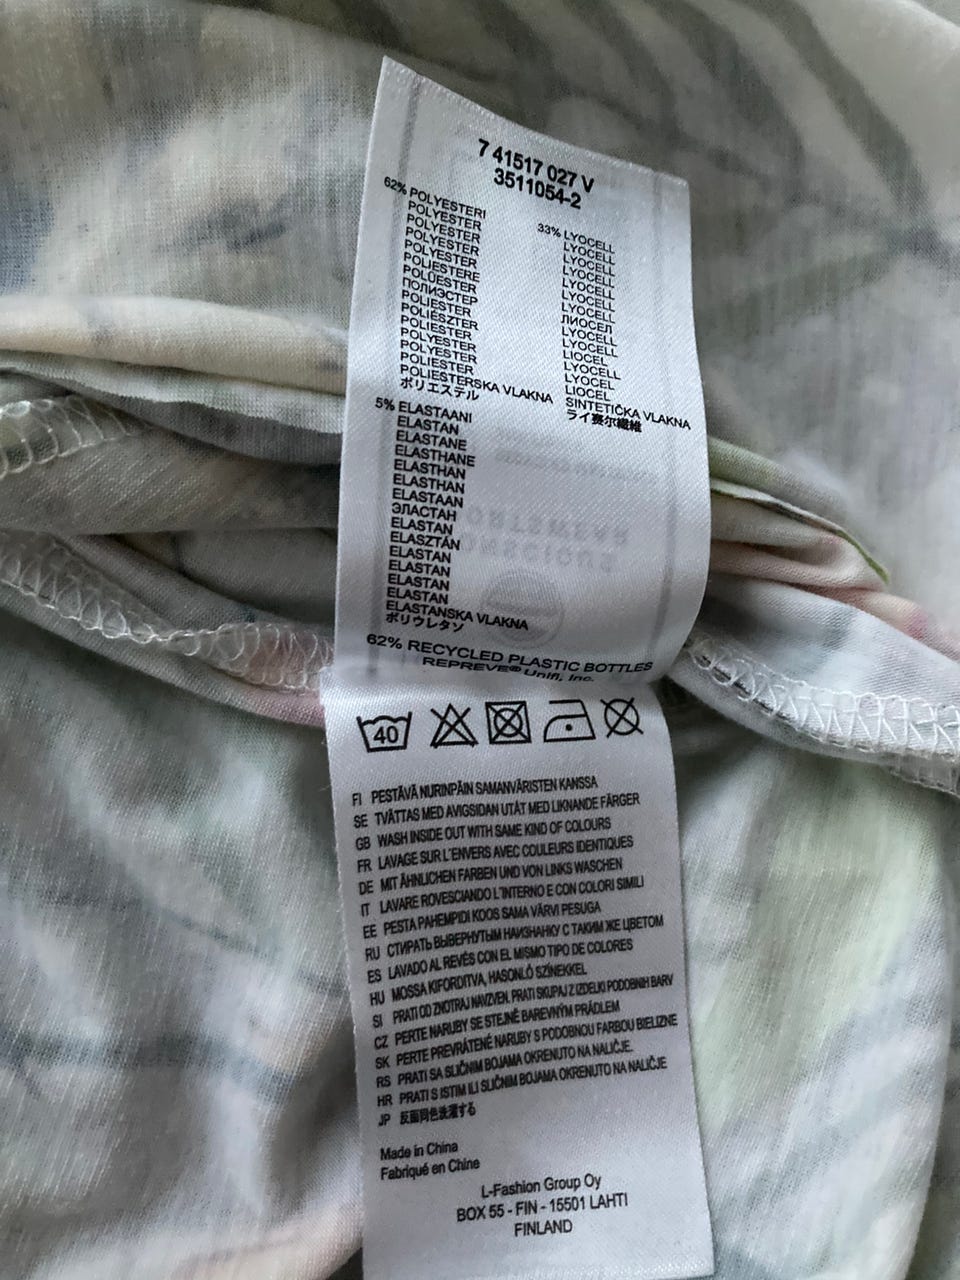 7 41517 027 V
3511054-2
62% POLYESTERI
POLYESTER
POLYESTER
POLYESTER
POLYESTER
POLIESTERE
POLÜESTER
ПОЛИЭСТЕР
POLIESTER
POLIÉSZTER
POLIESTER
POLYESTER
POLYESTER
POLIESTER
POLIESTERSKA VLAKNA
ポリエステル
33% LYOCELL
LYOCELL
LYOCELL
LYOCELL
LYOCELL
LYOCELL
LYOCELL
ЛИОСЕЛ
LYOCELL
LYOCELL
LIOCEL
LYOCELL
LYOCEL
LIOCEL
SINTETIČKA VLAKNA
ライ赛尔繊維
5% ELASTAANI
ELASTAN
ELASTANE
ELASTHANE
ELASTHAN
ELASTHAN
ELASTAAN
ЭЛАСТАН
ELASTAN
ELASZTÁN
ELASTAN
ELASTAN
ELASTAN
ELASTAN
ELASTANSKA VLAKNA
ポリウレタン
62% RECYCLED PLASTIC BOTTLES
REPREVE® Unifi, Inc.
40
FI PESTÄVÄ NURINPÄIN SAMANVÄRISTEN KANSSA
SE TVÄTTAS MED AVIGSIDAN UTÅT MED LIKNANDE FÄRGER
GB WASH INSIDE OUT WITH SAME KIND OF COLOURS
FR LAVAGE SUR L'ENVERS AVEC COULEURS IDENTIQUES
DE MIT ÄHNLICHEN FARBEN UND VON LINKS WASCHEN
IT LAVARE ROVESCIANDO L'INTERNO E CON COLORI SIMILI
EE PESTA PAHEMPIDI KOOS SAMA VÄRVI PESUGA
RU СТИРАТЬ ВЫВЕРНУТЫМ НАИЗНАНКУ С ТАКИМ ЖЕ ЦВЕТОМ
ES LAVADO AL REVÉS CON EL MISMO TIPO DE COLORES
HU MOSSA KIFORDITVA, HASONLÓ SZÍNEKKEL
SI PRATI OD ZNOTRAJ NAVZVEN. PRATI SKUPAJ Z IZDELKI PODOBNIH BARV
CZ PERTE NARUBY SE STEJNĚ BAREVNÝM PRÁDLEM
SK PERTE PREVRÁTENÉ NARUBY S PODOBNOU FARBOU BIELIZNE
RS PRATI SA SLIČNIM BOJAMA OKRENUTO NA NALIČJE.
HR PRATI S ISTIM ILI SLIČNIM BOJAMA OKRENUTO NA NALIČJE
JP 反面同色洗濯する
Made in China
Fabriqué en Chine
L-Fashion Group Oy
BOX 55 - FIN - 15501 LAHTI
FINLAND